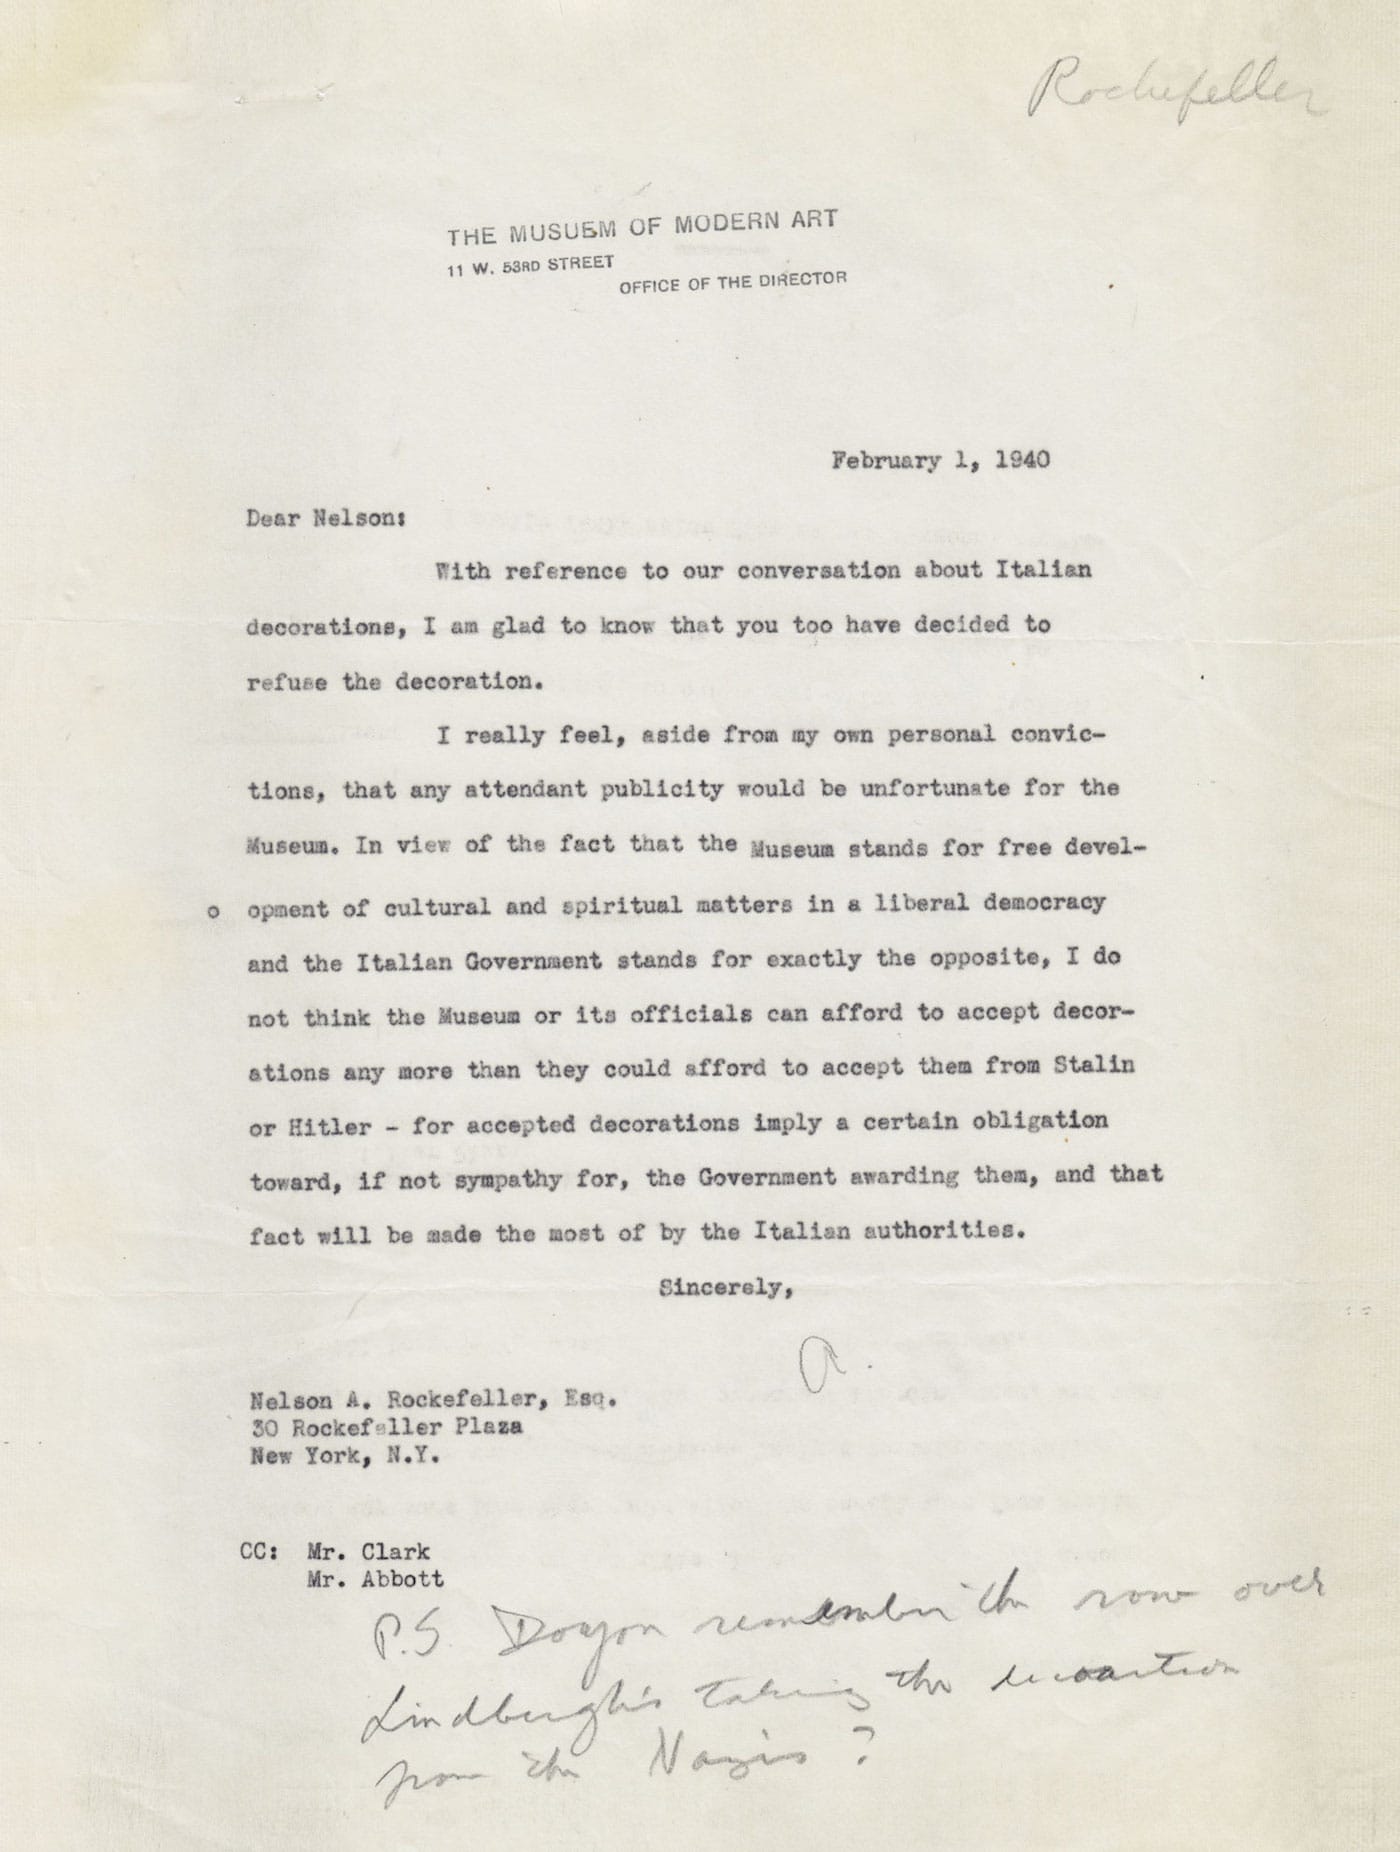 Rockefeller
THE MUSUEM OF MODERN ART
11 W. 53RD STREET
OFFICE OF THE DIRECTOR
February 1, 1940
Dear Nelson:
With reference to our conversation about Italian
decorations, I am glad to know that you too have decided to
refuse the decoration.
I really feel, aside from my own personal convic-
tions, that any attendant publicity would be unfortunate for the
Museum. In view of the fact that the Museum stands for free devel-
o opment of cultural and spiritual matters in a liberal democracy
and the Italian Government stands for exactly the opposite, I do
not think the Museum or its officials can afford to accept decor-
ations any more than they could afford to accept them from Stalin
or Hitler - for accepted decorations imply a certain obligation
toward, if not sympathy for, the Government awarding them, and that
fact will be made the most of by the Italian authorities.
Sincerely,
A.
Nelson A. Rockefeller, Esq.
30 Rockefeller Plaza
New York, N.Y.
CC: Mr. Clark
Mr. Abbott
P.S. Do you remember the row over
Lindbergh's taking the decoration
from the Nazis?